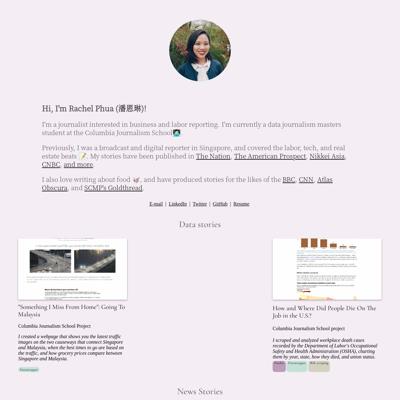 Hi, I'm Rachel Phua (潘恩琳)!
I'm a journalist interested in business and labor reporting. I'm currently a data journalism masters
student at the Columbia Journalism School👩🏻‍💻.
Previously, I was a broadcast and digital reporter in Singapore, and covered the labor, tech, and real
estate beats 📝. My stories have been published in The Nation, The American Prospect, Nikkei Asia,
CNBC, and more.
I also love writing about food 🥡, and have produced stories for the likes of the BBC, CNN, Atlas
Obscura, and SCMP's Goldthread.
E-mail | LinkedIn | Twitter | GitHub | Resume
Data stories
"Something I Miss From Home": Going To
Malaysia
Columbia Journalism School Project
I created a webpage that shows you the latest traffic
images on the two causeways that connect Singapore
and Malaysia, when the best times to go are based on
the traffic, and how grocery prices compare between
Singapore and Malaysia.
How and Where Did People Die On The
Job in the U.S.?
Columbia Journalism School project
I scraped and analyzed workplace death cases
recorded by the Department of Labor's Occupational
Safety and Health Administration (OSHA), charting
them by year, state, how they died, and union status.
News Stories